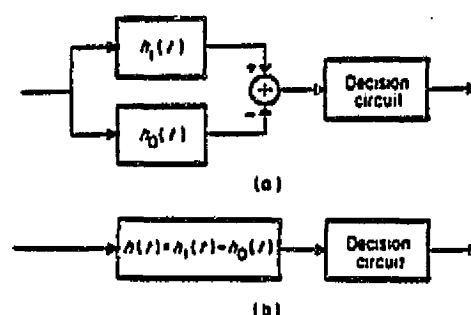 h₁(t)
+
Decision
circuit
+
−
h₀(t)
(a)
h(t) = h₁(t) − h₀(t)
Decision
circuit
(b)